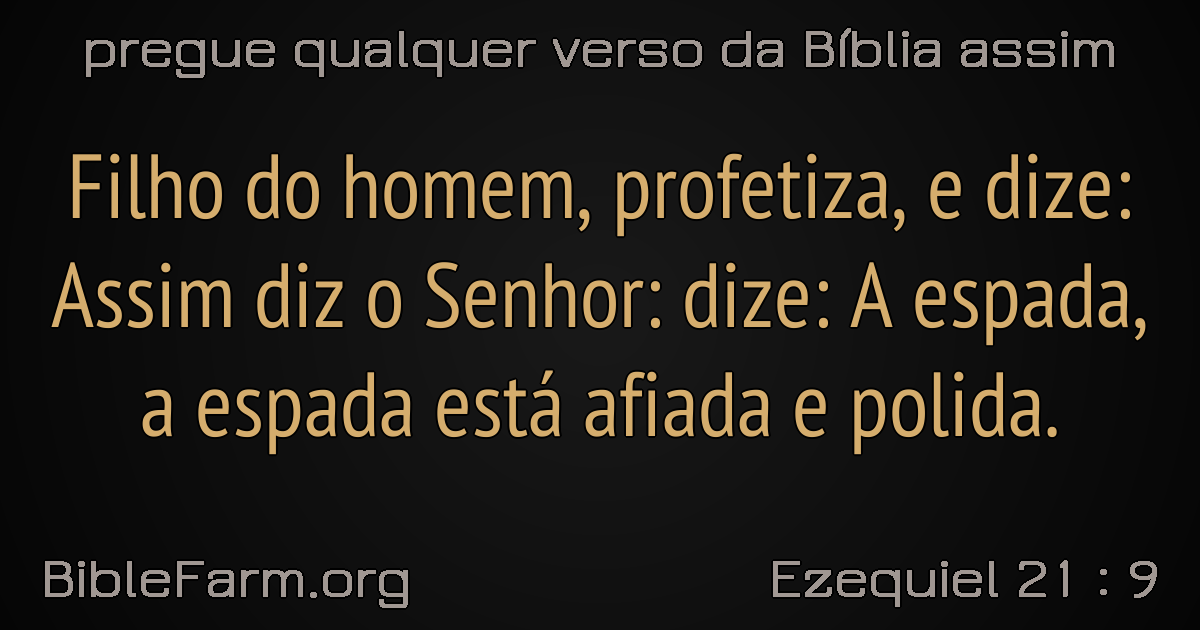 pregue qualquer verso da Bíblia assim
Filho do homem, profetiza, e dize:
Assim diz o Senhor: dize: A espada,
a espada está afiada e polida.
BibleFarm.org
Ezequiel 21 : 9